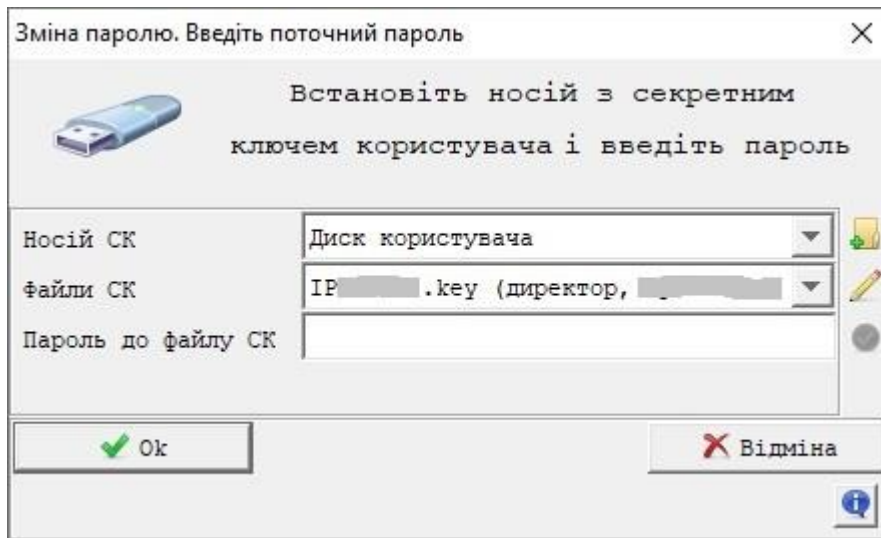 Зміна паролю. Введіть поточний пароль
Встановіть носій з секретним
ключем користувача і введіть пароль
Носій СК
Диск користувача
Файли СК
IP .key (директор,
Пароль до файлу СК
Ok
Відміна